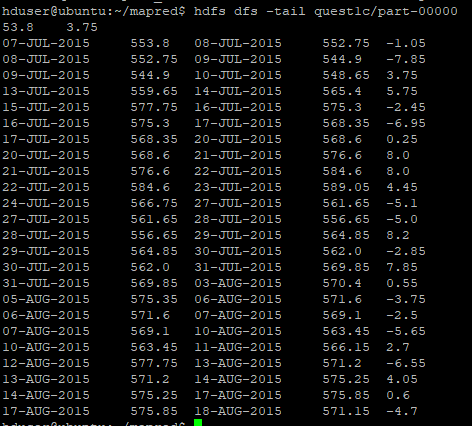 hduser@ubuntu:~/mapred$ hdfs dfs -tail quest1c/part-00000
53.8 3.75
07-JUL-2015 553.8 08-JUL-2015 552.75 -1.05
08-JUL-2015 552.75 09-JUL-2015 544.9 -7.85
09-JUL-2015 544.9 10-JUL-2015 548.65 3.75
13-JUL-2015 559.65 14-JUL-2015 565.4 5.75
15-JUL-2015 577.75 16-JUL-2015 575.3 -2.45
16-JUL-2015 575.3 17-JUL-2015 568.35 -6.95
17-JUL-2015 568.35 20-JUL-2015 568.6 0.25
20-JUL-2015 568.6 21-JUL-2015 576.6 8.0
21-JUL-2015 576.6 22-JUL-2015 584.6 8.0
22-JUL-2015 584.6 23-JUL-2015 589.05 4.45
24-JUL-2015 566.75 27-JUL-2015 561.65 -5.1
27-JUL-2015 561.65 28-JUL-2015 556.65 -5.0
28-JUL-2015 556.65 29-JUL-2015 564.85 8.2
29-JUL-2015 564.85 30-JUL-2015 562.0 -2.85
30-JUL-2015 562.0 31-JUL-2015 569.85 7.85
31-JUL-2015 569.85 03-AUG-2015 570.4 0.55
05-AUG-2015 575.35 06-AUG-2015 571.6 -3.75
06-AUG-2015 571.6 07-AUG-2015 569.1 -2.5
07-AUG-2015 569.1 10-AUG-2015 563.45 -5.65
10-AUG-2015 563.45 11-AUG-2015 566.15 2.7
12-AUG-2015 577.75 13-AUG-2015 571.2 -6.55
13-AUG-2015 571.2 14-AUG-2015 575.25 4.05
14-AUG-2015 575.25 17-AUG-2015 575.85 0.6
17-AUG-2015 575.85 18-AUG-2015 571.15 -4.7
hduser@ubuntu:~/mapred$